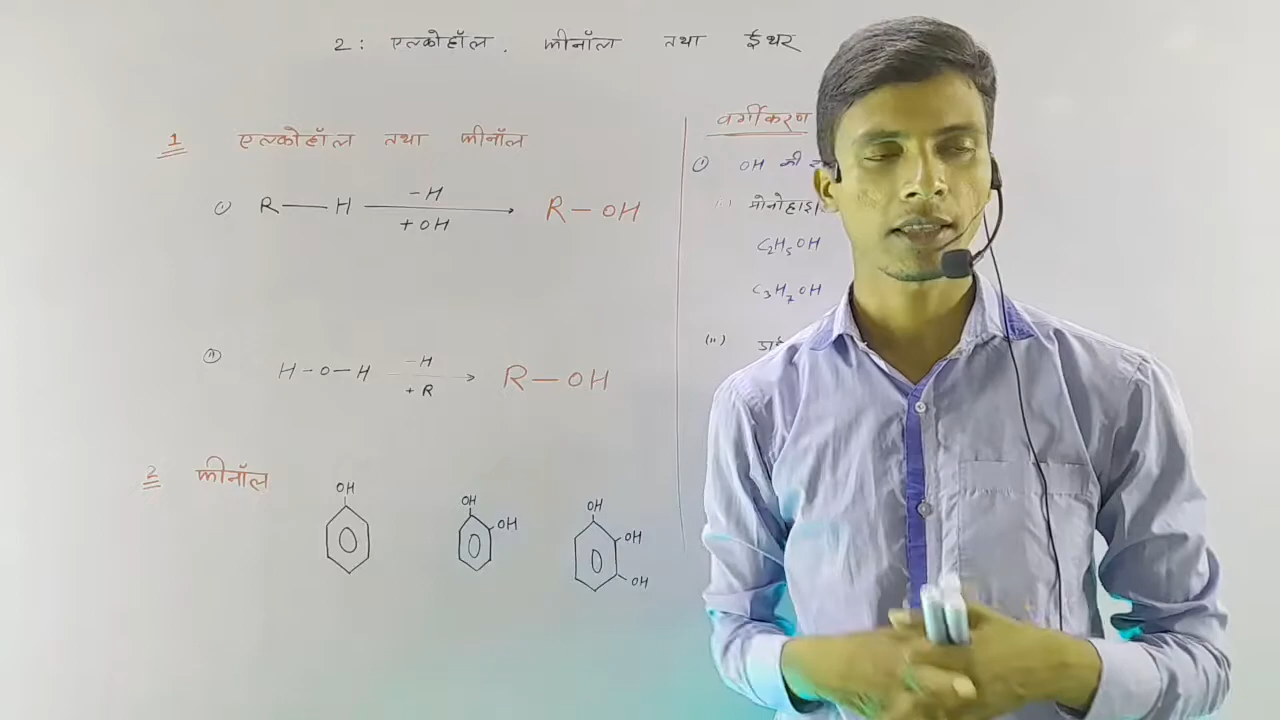 2: एल्कोहॉल. फीनॉल तथा ईथर
1 एल्कोहॉल तथा फीनॉल
(i) R — H -H +OH R — OH
(ii) H - O - H -H +R R — OH
2 फीनॉल
OH
OH OH
OH OH OH
वर्गीकरण
(i) OH की
(i) मोनोहाइ
C₂H₅OH
C₃H₇OH
(ii)